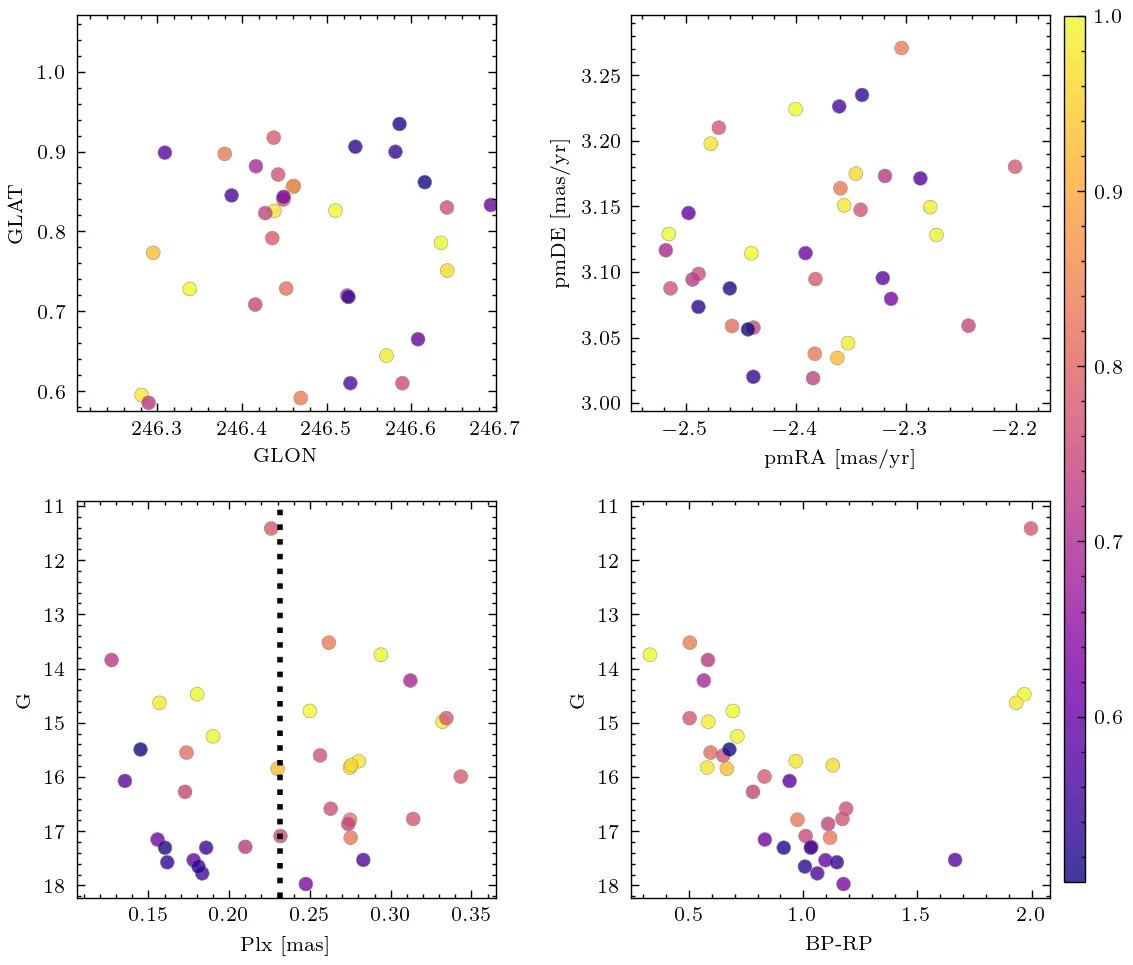 1.0
0.9
0.8
0.7
0.6
GLAT
246.3 246.4 246.5 246.6 246.7
GLON
3.25
3.20
3.15
3.10
3.05
3.00
pmDE [mas/yr]
−2.5 −2.4 −2.3 −2.2
pmRA [mas/yr]
1.0
0.9
0.8
0.7
0.6
11
12
13
14
15
16
17
18
G
0.15 0.20 0.25 0.30 0.35
Plx [mas]
11
12
13
14
15
16
17
18
G
0.5 1.0 1.5 2.0
BP-RP